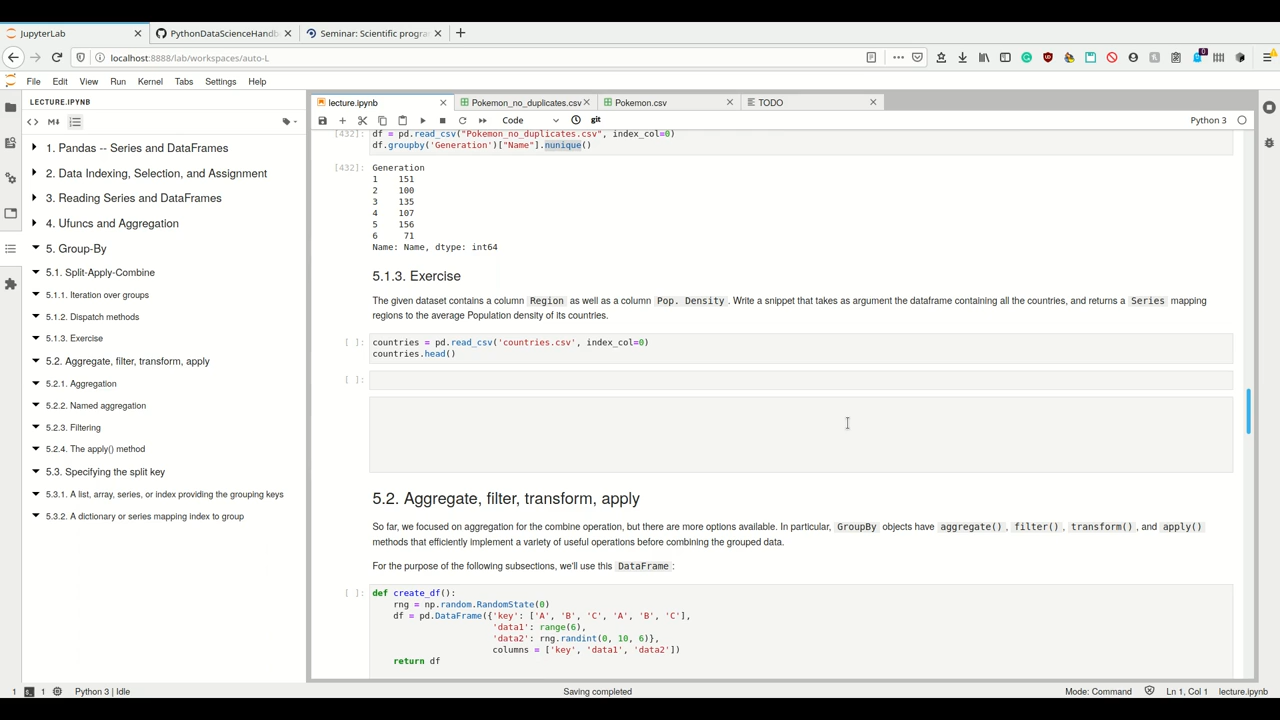 JupyterLab
PythonDataScienceHandb
Seminar: Scientific progra
localhost:8888/lab/workspaces/auto-L
File Edit View Run Kernel Tabs Settings Help
LECTURE.IPYNB
1. Pandas -- Series and DataFrames
2. Data Indexing, Selection, and Assignment
3. Reading Series and DataFrames
4. Ufuncs and Aggregation
5. Group-By
5.1. Split-Apply-Combine
5.1.1. Iteration over groups
5.1.2. Dispatch methods
5.1.3. Exercise
5.2. Aggregate, filter, transform, apply
5.2.1. Aggregation
5.2.2. Named aggregation
5.2.3. Filtering
5.2.4. The apply() method
5.3. Specifying the split key
5.3.1. A list, array, series, or index providing the grouping keys
5.3.2. A dictionary or series mapping index to group
lecture.ipynb
Pokemon_no_duplicates.csv
Pokemon.csv
TODO
Code
git
Python 3
[432]: df = pd.read_csv("Pokemon_no_duplicates.csv", index_col=0)
df.groupby('Generation')["Name"].nunique()
[432]: Generation
1 151
2 100
3 135
4 107
5 156
6 71
Name: Name, dtype: int64
5.1.3. Exercise
The given dataset contains a column Region as well as a column Pop. Density . Write a snippet that takes as argument the dataframe containing all the countries, and returns a Series mapping
regions to the average Population density of its countries.
[ ]: countries = pd.read_csv('countries.csv', index_col=0)
countries.head()
[ ]:
5.2. Aggregate, filter, transform, apply
So far, we focused on aggregation for the combine operation, but there are more options available. In particular, GroupBy objects have aggregate() , filter() , transform() , and apply()
methods that efficiently implement a variety of useful operations before combining the grouped data.
For the purpose of the following subsections, we'll use this DataFrame :
[ ]: def create_df():
rng = np.random.RandomState(0)
df = pd.DataFrame({'key': ['A', 'B', 'C', 'A', 'B', 'C'],
'data1': range(6),
'data2': rng.randint(0, 10, 6)},
columns = ['key', 'data1', 'data2'])
return df
1 1 Python 3 | Idle
Saving completed
Mode: Command
Ln 1, Col 1
lecture.ipynb